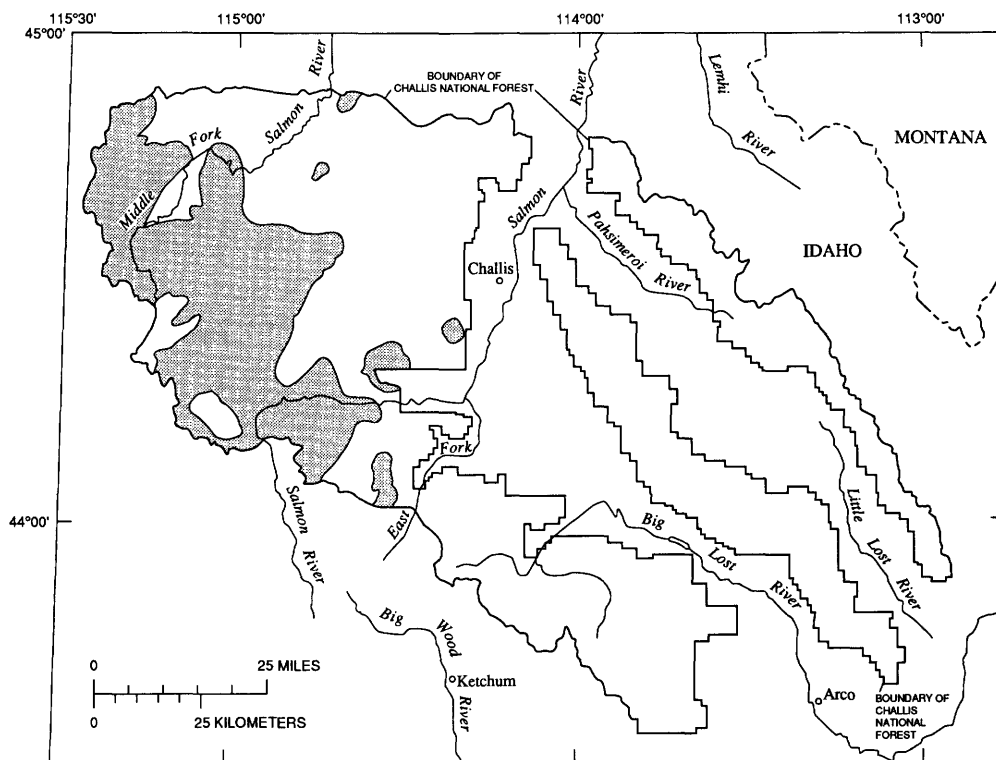 115°30' 115°00' 114°00' 113°00'
45°00'
River
BOUNDARY OF
CHALLIS NATIONAL FOREST
River
Lemhi
River
MONTANA
Salmon
Fork
Middle
Salmon
Pahsimeroi
River
IDAHO
Challis
Fork
East
44°00'
Salmon
River
Big
Lost
River
Little
Lost
River
Big
Wood
River
Ketchum
Arco
BOUNDARY OF
CHALLIS
NATIONAL
FOREST
0 25 MILES
0 25 KILOMETERS